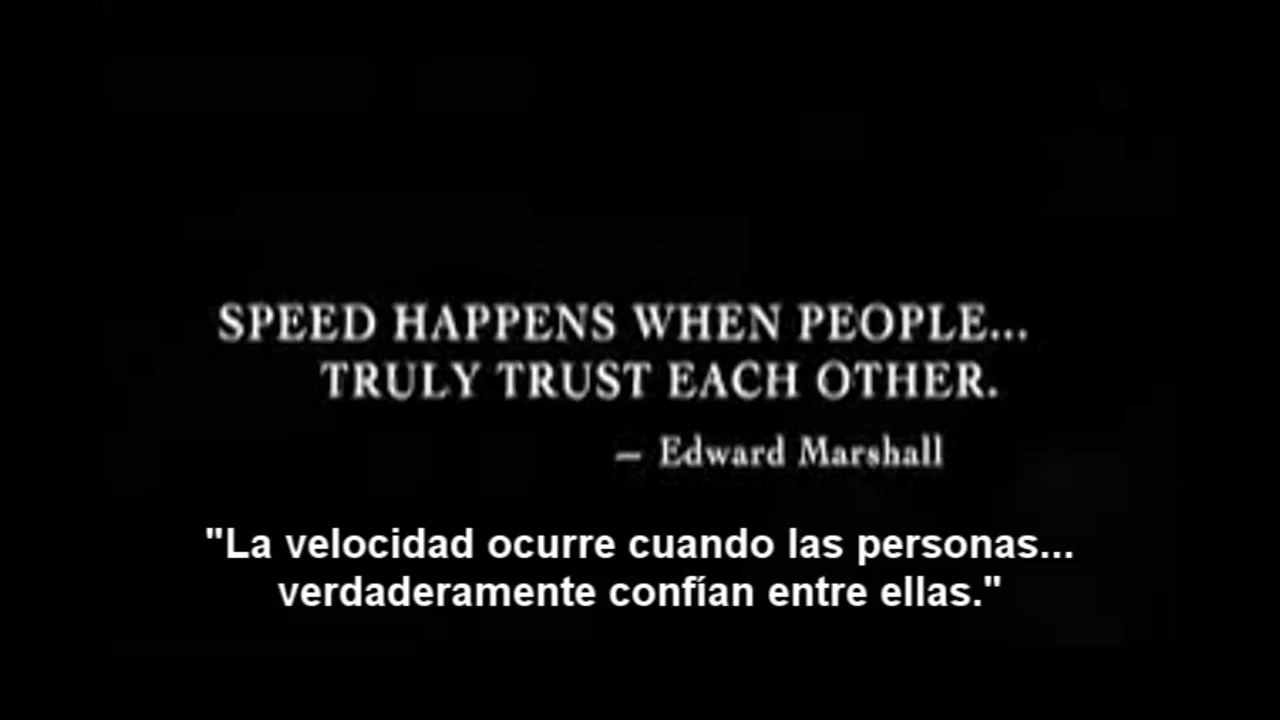 SPEED HAPPENS WHEN PEOPLE...
TRULY TRUST EACH OTHER.
– Edward Marshall
"La velocidad ocurre cuando las personas...
verdaderamente confían entre ellas."